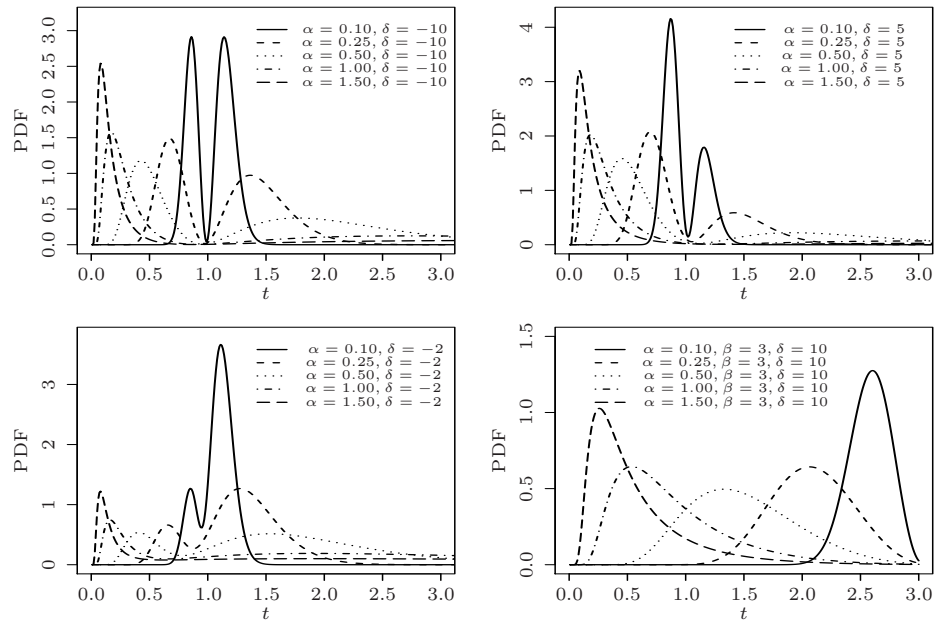 PDF
0.0 0.5 1.0 1.5 2.0 2.5 3.0
α = 0.10, δ = −10
α = 0.25, δ = −10
α = 0.50, δ = −10
α = 1.00, δ = −10
α = 1.50, δ = −10
0.0 0.5 1.0 1.5 2.0 2.5 3.0
t
PDF
0 1 2 3 4
α = 0.10, δ = 5
α = 0.25, δ = 5
α = 0.50, δ = 5
α = 1.00, δ = 5
α = 1.50, δ = 5
0.0 0.5 1.0 1.5 2.0 2.5 3.0
t
PDF
0 1 2 3
α = 0.10, δ = −2
α = 0.25, δ = −2
α = 0.50, δ = −2
α = 1.00, δ = −2
α = 1.50, δ = −2
0.0 0.5 1.0 1.5 2.0 2.5 3.0
t
PDF
0.0 0.5 1.0 1.5
α = 0.10, β = 3, δ = 10
α = 0.25, β = 3, δ = 10
α = 0.50, β = 3, δ = 10
α = 1.00, β = 3, δ = 10
α = 1.50, β = 3, δ = 10
0.0 0.5 1.0 1.5 2.0 2.5 3.0
t